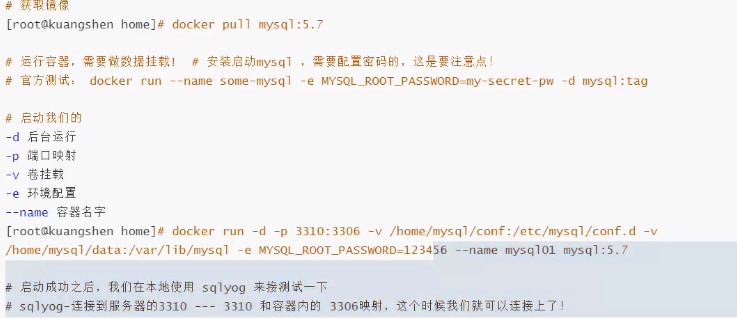 # 获取镜像
[root@kuangshen home]# docker pull mysql:5.7
# 运行容器，需要做数据挂载！ # 安装启动mysql ，需要配置密码的，这是要注意点！
# 官方测试： docker run --name some-mysql -e MYSQL_ROOT_PASSWORD=my-secret-pw -d mysql:tag
# 启动我们的
-d 后台运行
-p 端口映射
-v 卷挂载
-e 环境配置
--name 容器名字
[root@kuangshen home]# docker run -d -p 3310:3306 -v /home/mysql/conf:/etc/mysql/conf.d -v
/home/mysql/data:/var/lib/mysql -e MYSQL_ROOT_PASSWORD=123456 --name mysql01 mysql:5.7
# 启动成功之后，我们在本地使用 sqlyog 来接测试一下
# sqlyog-连接到服务器的3310 --- 3310 和容器内的 3306映射，这个时候我们就可以连接上了！